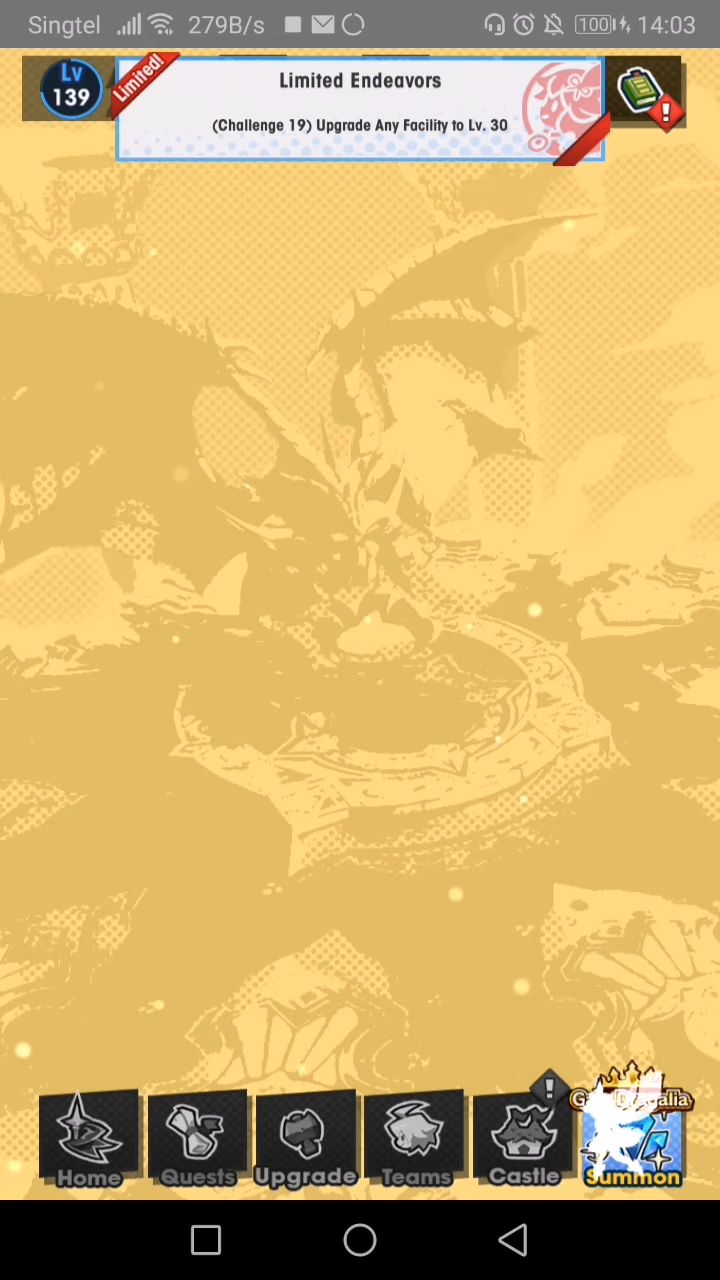 Singtel 279B/s 100 14:03
Lv
139
Limited!
Limited Endeavors
(Challenge 19) Upgrade Any Facility to Lv. 30
Home Quests Upgrade Teams Castle Summon